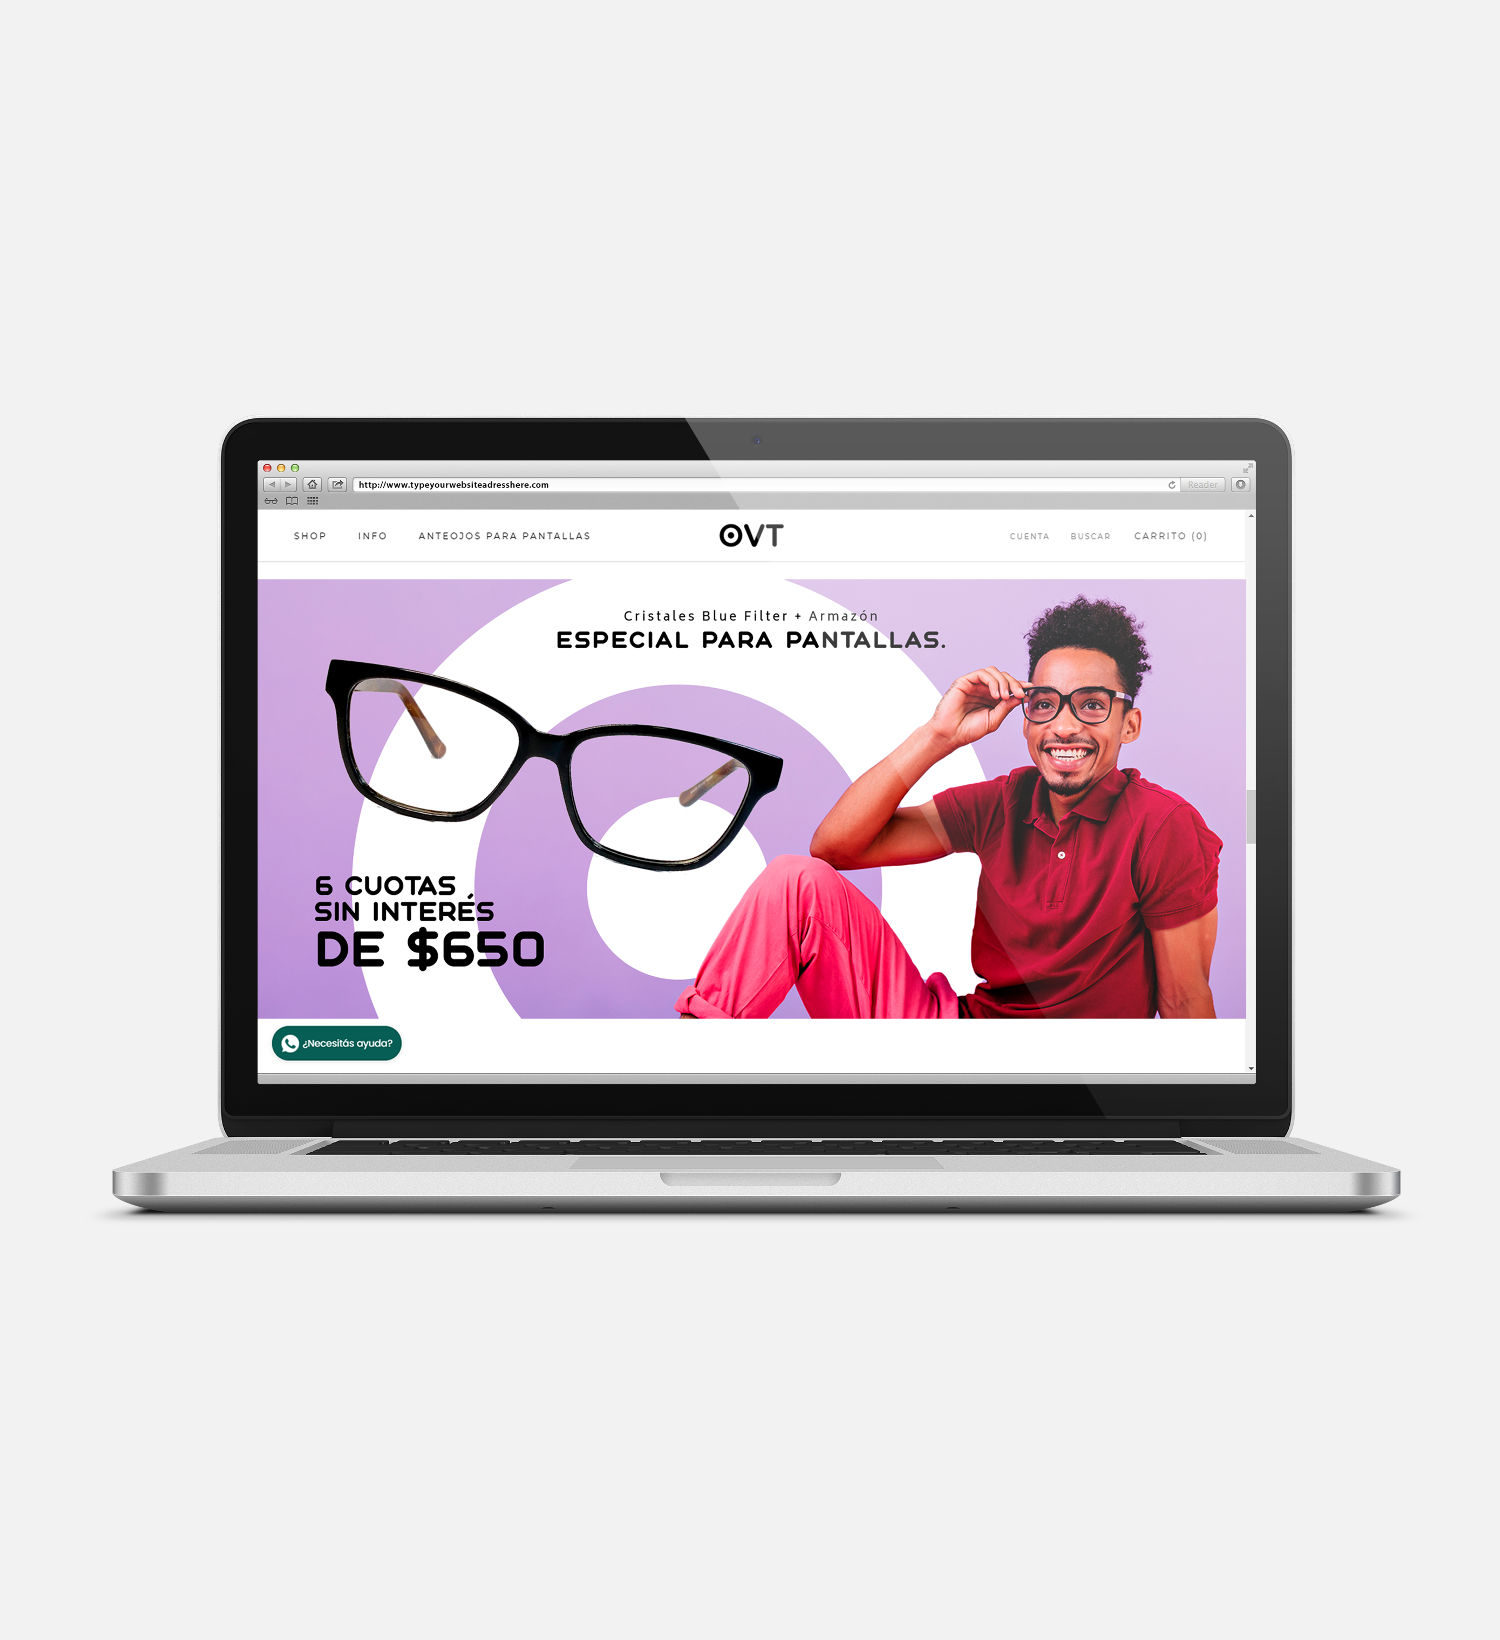 http://www.typeyourwebsiteadresshere.com
Reader
SHOP INFO ANTEOJOS PARA PANTALLAS OVT CUENTA BUSCAR CARRITO (0)
Cristales Blue Filter + Armazón
ESPECIAL PARA PANTALLAS.
6 CUOTAS
SIN INTERÉS
DE $650
¿Necesitás ayuda?